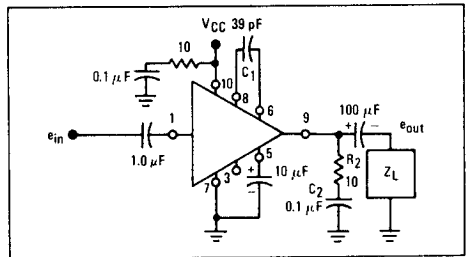 VCC 39 pF
10
0.1 μF
C1
10
8
6
ein
1
1.0 μF
9
100 μF
+ −
eout
5
3
7
+
−
10 μF
R2
10
C2
0.1 μF
ZL